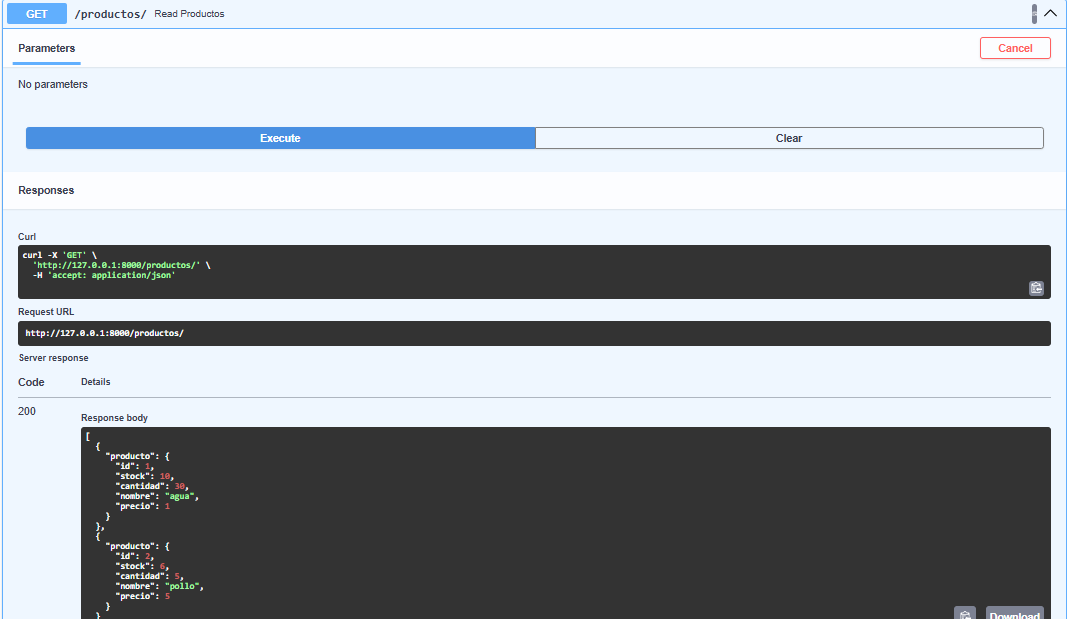 GET /productos/ Read Productos
Parameters
Cancel
No parameters
Execute
Clear
Responses
Curl
curl -X 'GET' \
  'http://127.0.0.1:8000/productos/' \
  -H 'accept: application/json'
Request URL
http://127.0.0.1:8000/productos/
Server response
Code Details
200
Response body
[
  {
    "producto": {
      "id": 1,
      "stock": 10,
      "cantidad": 30,
      "nombre": "agua",
      "precio": 1
    }
  },
  {
    "producto": {
      "id": 2,
      "stock": 6,
      "cantidad": 5,
      "nombre": "pollo",
      "precio": 5
    }
  }
Download